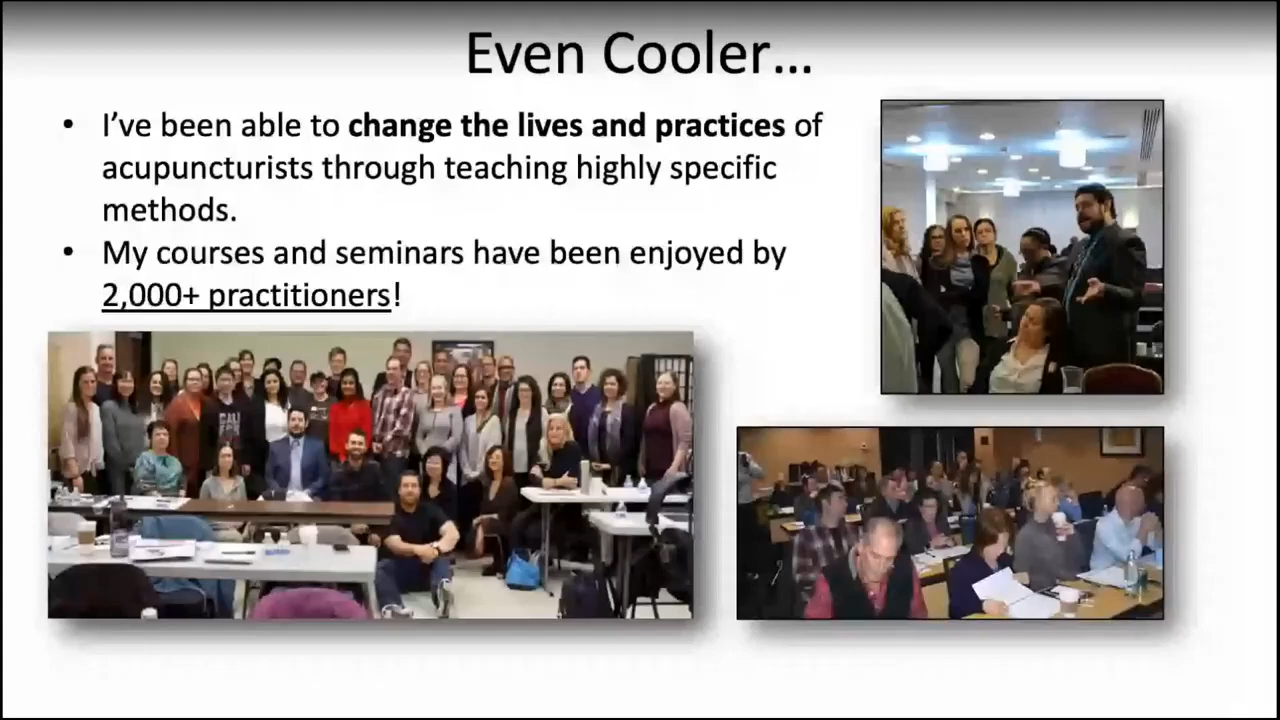 Even Cooler…
• I’ve been able to change the lives and practices of
acupuncturists through teaching highly specific
methods.
• My courses and seminars have been enjoyed by
2,000+ practitioners!